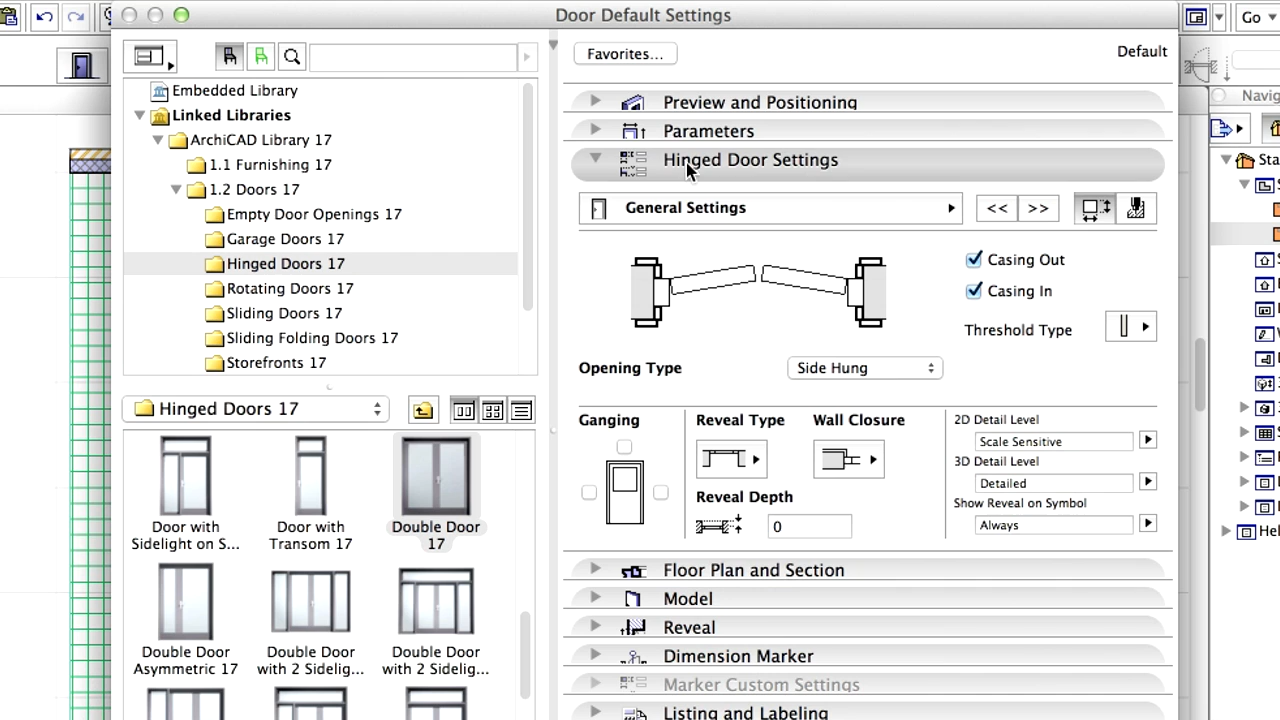 Door Default Settings
Go
Favorites...
Default
Embedded Library
Linked Libraries
ArchiCAD Library 17
1.1 Furnishing 17
1.2 Doors 17
Empty Door Openings 17
Garage Doors 17
Hinged Doors 17
Rotating Doors 17
Sliding Doors 17
Sliding Folding Doors 17
Storefronts 17
Hinged Doors 17
Door with
Sidelight on S...
Door with
Transom 17
Double Door
17
Double Door
Asymmetric 17
Double Door
with 2 Sidelig...
Double Door
with 2 Sidelig...
Preview and Positioning
Parameters
Hinged Door Settings
General Settings
<<
>>
Casing Out
Casing In
Threshold Type
Opening Type
Side Hung
Ganging
Reveal Type
Wall Closure
Reveal Depth
0
2D Detail Level
Scale Sensitive
3D Detail Level
Detailed
Show Reveal on Symbol
Always
Floor Plan and Section
Model
Reveal
Dimension Marker
Marker Custom Settings
Listing and Labeling
Navig
Sta
Hel